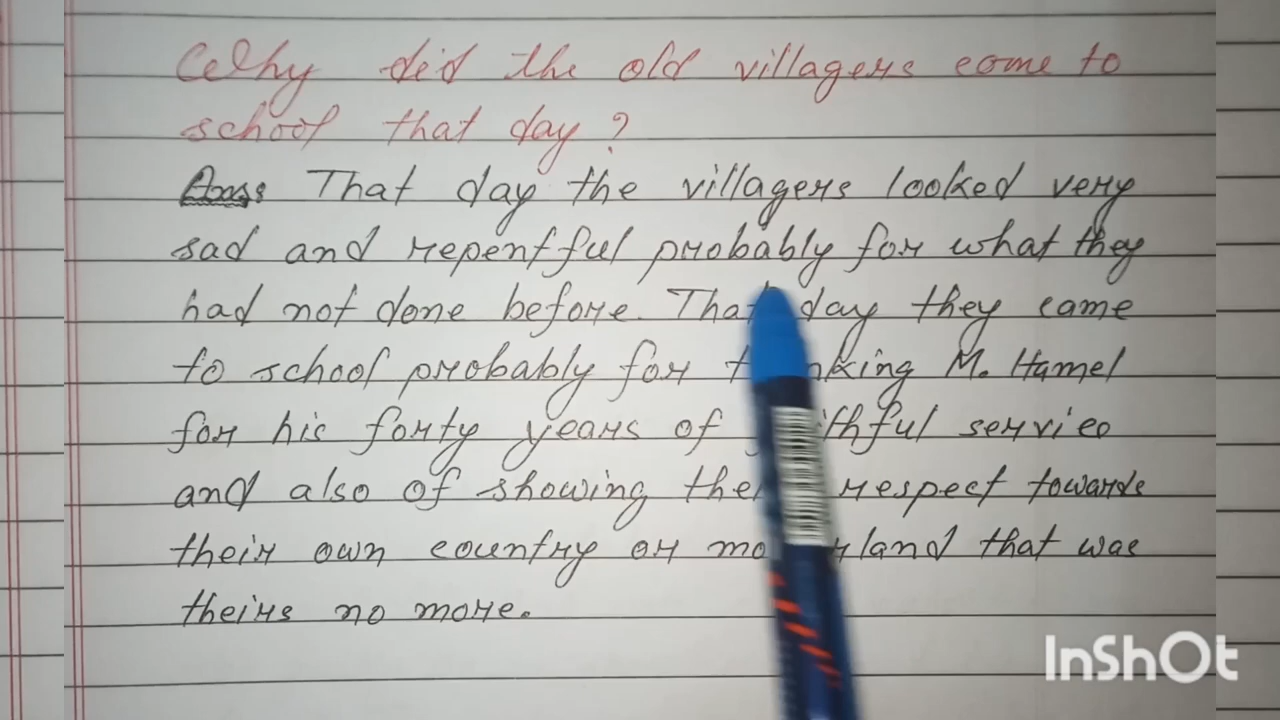 Why did the old villagers come to
school that day?
Ans: That day the villagers looked very
sad and repentful probably for what they
had not done before. That day they came
to school probably for M. Hamel
for his forty years of service
and also of showing respect towards
their own country or that was
theirs no more.
InShOt